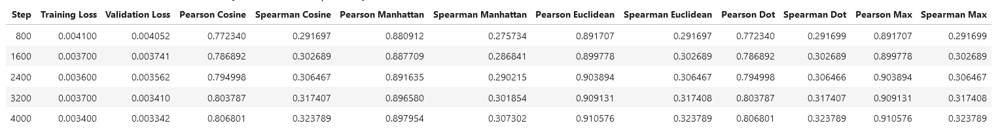 Step Training Loss Validation Loss Pearson Cosine Spearman Cosine Pearson Manhattan Spearman Manhattan Pearson Euclidean Spearman Euclidean Pearson Dot Spearman Dot Pearson Max Spearman Max
800 0.004100 0.004052 0.772340 0.291697 0.880912 0.275734 0.891707 0.291697 0.772340 0.291699 0.891707 0.291699
1600 0.003700 0.003741 0.786892 0.302689 0.887709 0.286841 0.899778 0.302689 0.786892 0.302689 0.899778 0.302689
2400 0.003600 0.003562 0.794998 0.306467 0.891635 0.290215 0.903894 0.306467 0.794998 0.306466 0.903894 0.306467
3200 0.003700 0.003410 0.803787 0.317407 0.896580 0.301854 0.909131 0.317408 0.803787 0.317407 0.909131 0.317408
4000 0.003400 0.003342 0.806801 0.323789 0.897954 0.307302 0.910576 0.323789 0.806801 0.323789 0.910576 0.323789